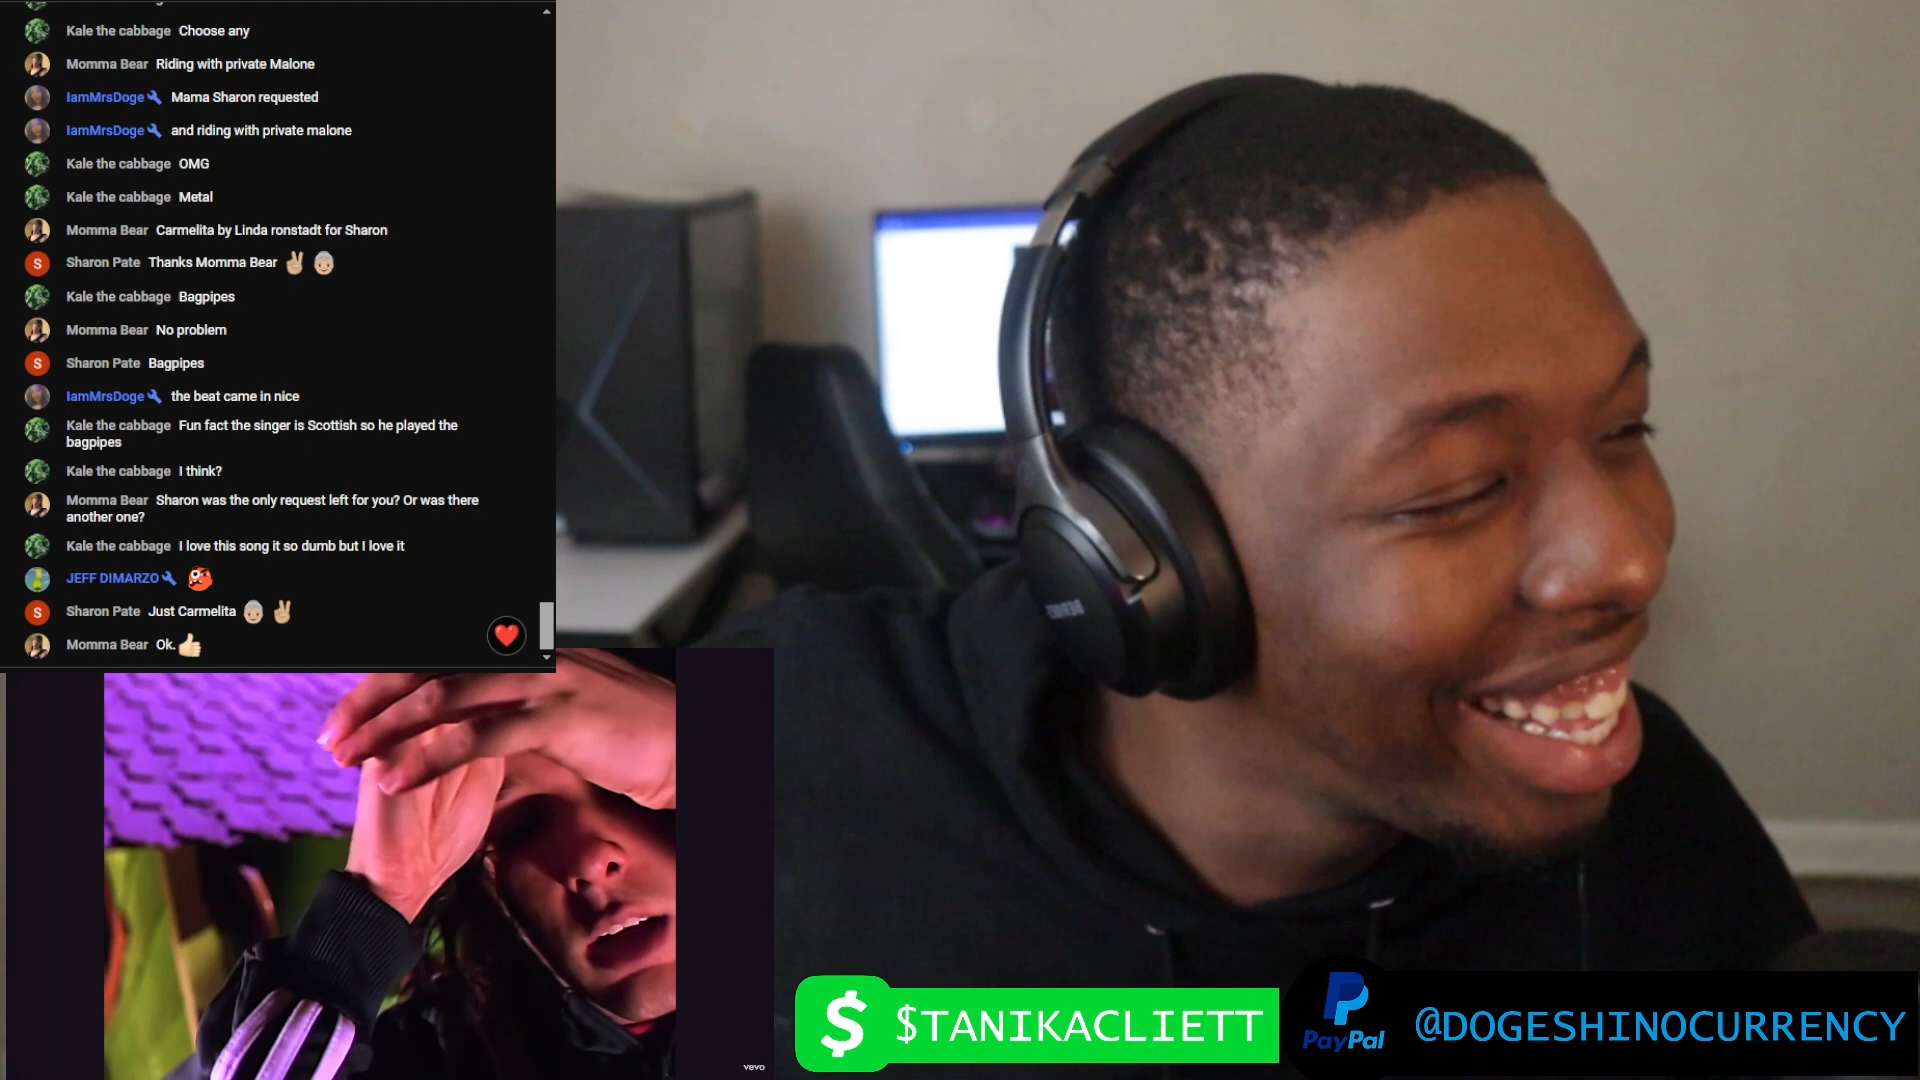 Kale the cabbage Choose any
Momma Bear Riding with private Malone
IamMrsDoge Mama Sharon requested
IamMrsDoge and riding with private malone
Kale the cabbage OMG
Kale the cabbage Metal
Momma Bear Carmelita by Linda ronstadt for Sharon
S Sharon Pate Thanks Momma Bear ✌🏼 👵🏼
Kale the cabbage Bagpipes
Momma Bear No problem
S Sharon Pate Bagpipes
IamMrsDoge the beat came in nice
Kale the cabbage Fun fact the singer is Scottish so he played the
bagpipes
Kale the cabbage I think?
Momma Bear Sharon was the only request left for you? Or was there
another one?
Kale the cabbage I love this song it so dumb but I love it
JEFF DIMARZO
S Sharon Pate Just Carmelita 👵🏼 ✌🏼
Momma Bear Ok. 👍🏼
vevo
$ $TANIKACLIETT
PayPal @DOGESHINOCURRENCY